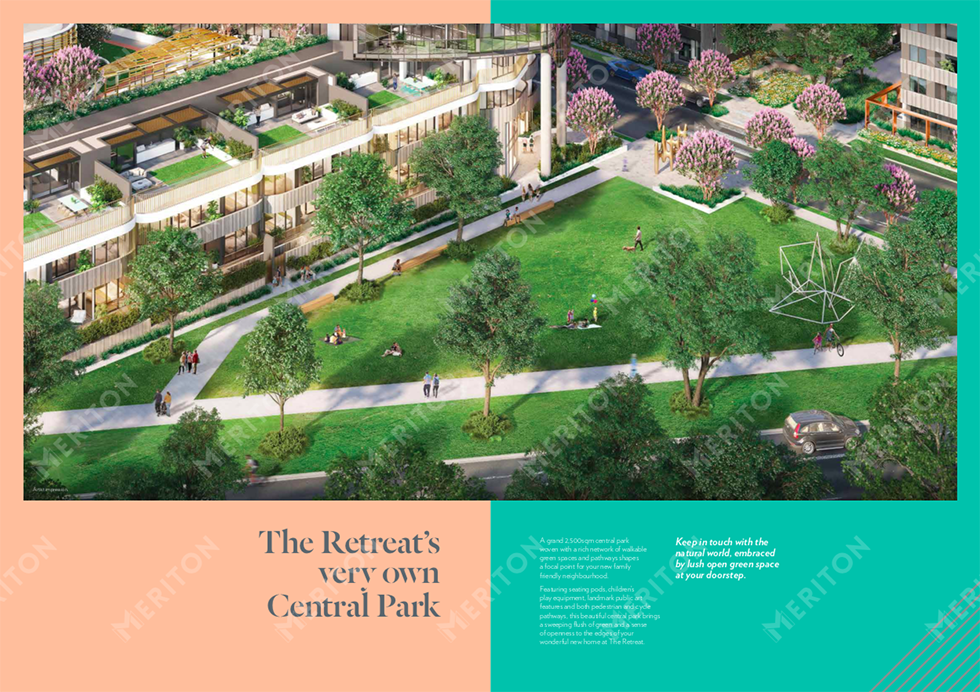 Artist impression
The Retreat's
very own
Central Park
A grand 2,500sqm central park
woven with a rich network of walkable
green spaces and pathways shapes
a focal point for your new family
friendly neighbourhood.
Featuring seating pods, children's
play equipment, landmark public art
features and both pedestrian and cycle
pathways, this beautiful central park brings
a sweeping flush of green and a sense
of openness to the edges of your
wonderful new home at The Retreat.
Keep in touch with the
natural world, embraced
by lush open green space
at your doorstep.
MERITON